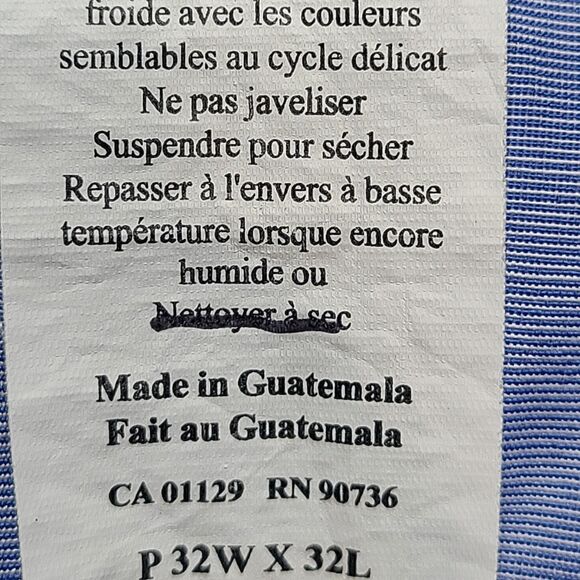 froide avec les couleurs
semblables au cycle délicat
Ne pas javeliser
Suspendre pour sécher
Repasser à l'envers à basse
température lorsque encore
humide ou
Nettoyer à sec
Made in Guatemala
Fait au Guatemala
CA 01129 RN 90736
P 32W X 32L